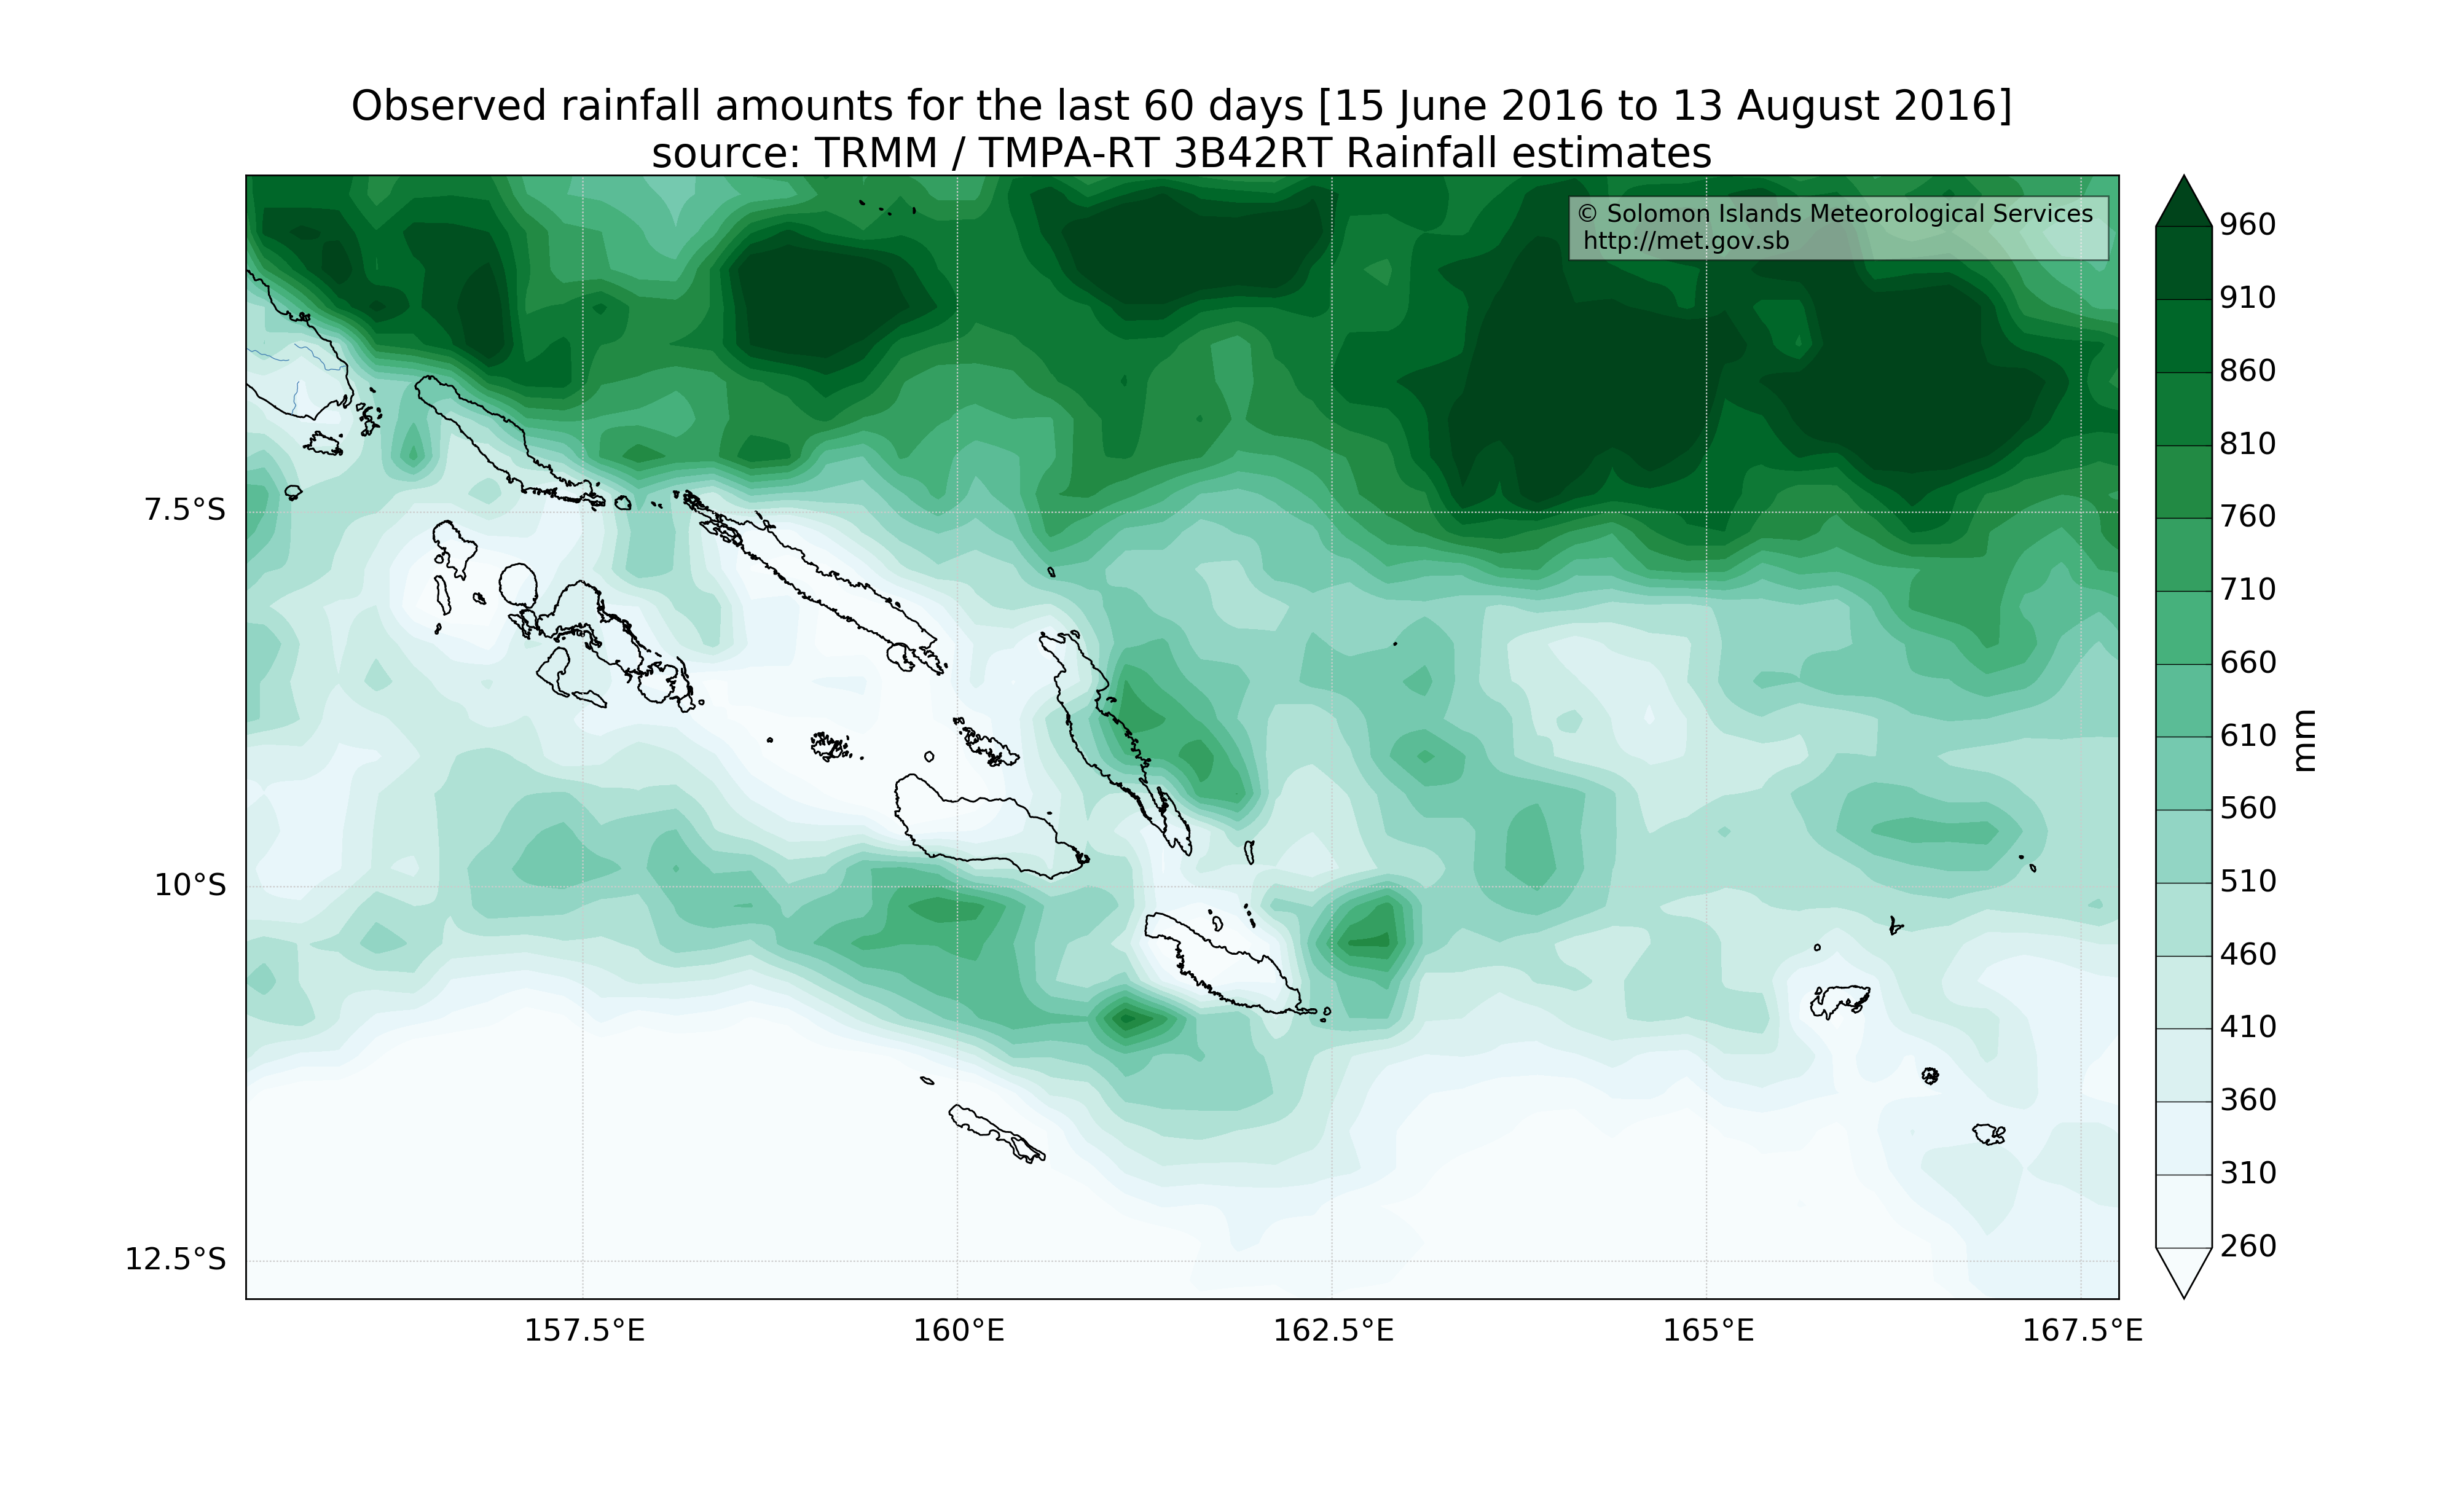 Observed rainfall amounts for the last 60 days [15 June 2016 to 13 August 2016]
source: TRMM / TMPA-RT 3B42RT Rainfall estimates
© Solomon Islands Meteorological Services
http://met.gov.sb
7.5°S
10°S
12.5°S
157.5°E
160°E
162.5°E
165°E
167.5°E
960
910
860
810
760
710
660
610
560
510
460
410
360
310
260
mm